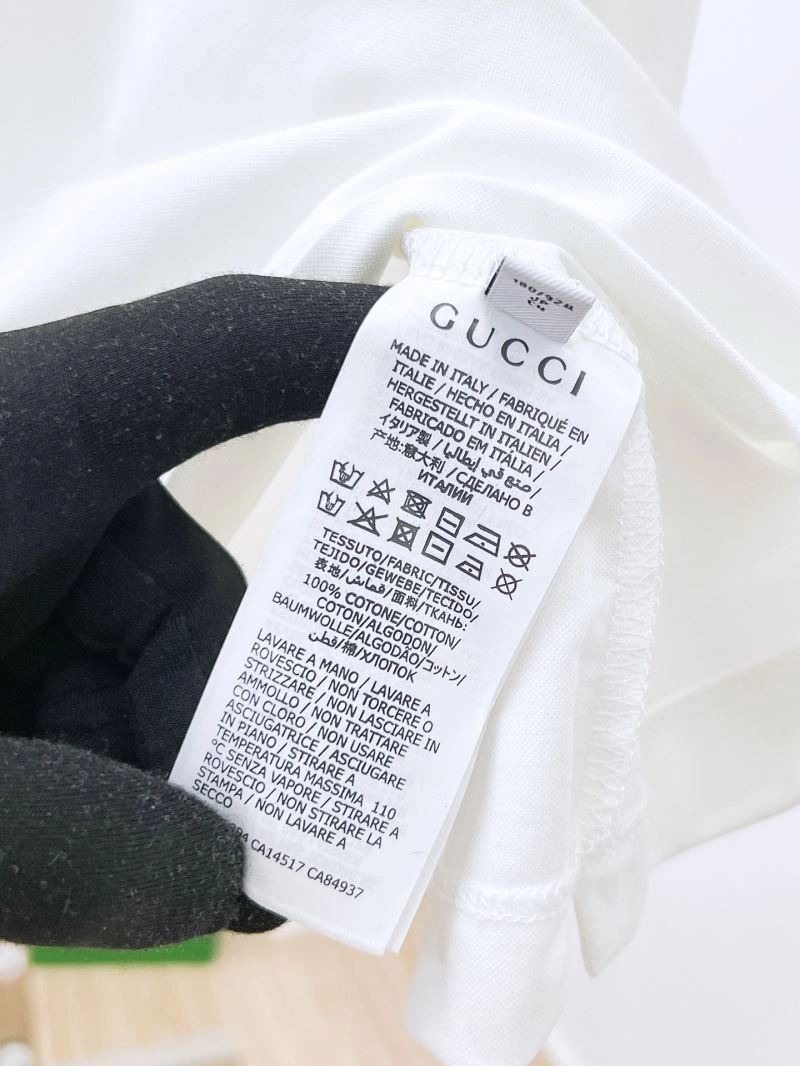 180/92M
GUCCI
MADE IN ITALY / FABRIQUÉ EN
ITALIE / HECHO EN ITALIA /
HERGESTELLT IN ITALIEN /
FABRICADO EM ITÁLIA /
イタリア製 / صنع في إيطاليا /
产地:意大利 / СДЕЛАНО В
ИТАЛИИ
TESSUTO/FABRIC/TISSU/
TEJIDO/GEWEBE/TECIDO/
表地/قماش/面料/ТКАНЬ:
100% COTONE/COTTON/
COTON/ALGODON/
BAUMWOLLE/ALGODÃO/コットン/
قطن/棉/ХЛОПОК
LAVARE A MANO / LAVARE A
ROVESCIO / NON TORCERE O
STRIZZARE / NON LASCIARE IN
AMMOLLO / NON TRATTARE
CON CLORO / NON USARE
ASCIUGATRICE / ASCIUGARE
IN PIANO / STIRARE A
TEMPERATURA MASSIMA 110
ºC SENZA VAPORE / STIRARE A
ROVESCIO / NON STIRARE LA
STAMPA / NON LAVARE A
SECCO
CA14517 CA84937